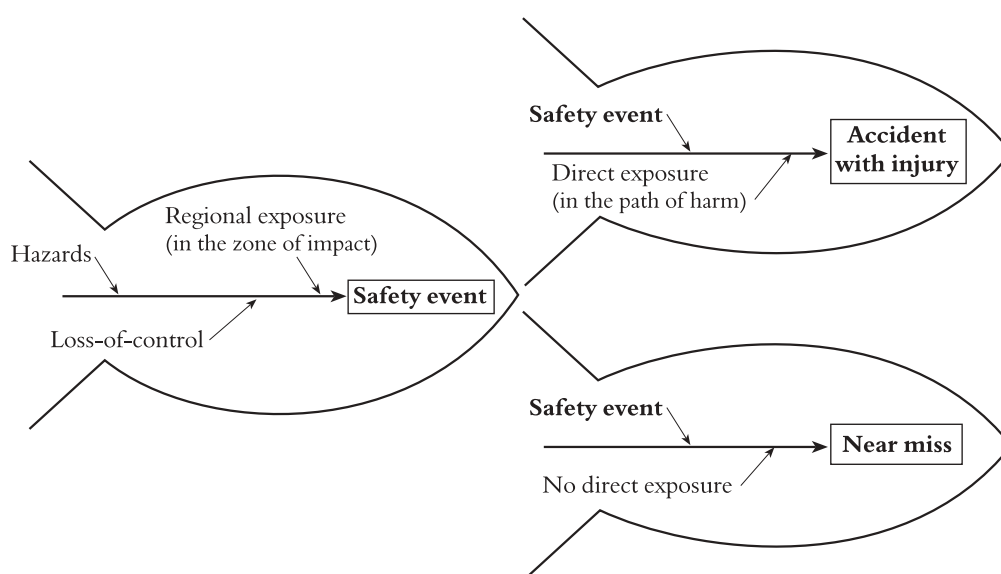 Regional exposure
(in the zone of impact)
Hazards
Safety event
Loss-of-control
Safety event
Accident
with injury
Direct exposure
(in the path of harm)
Safety event
Near miss
No direct exposure